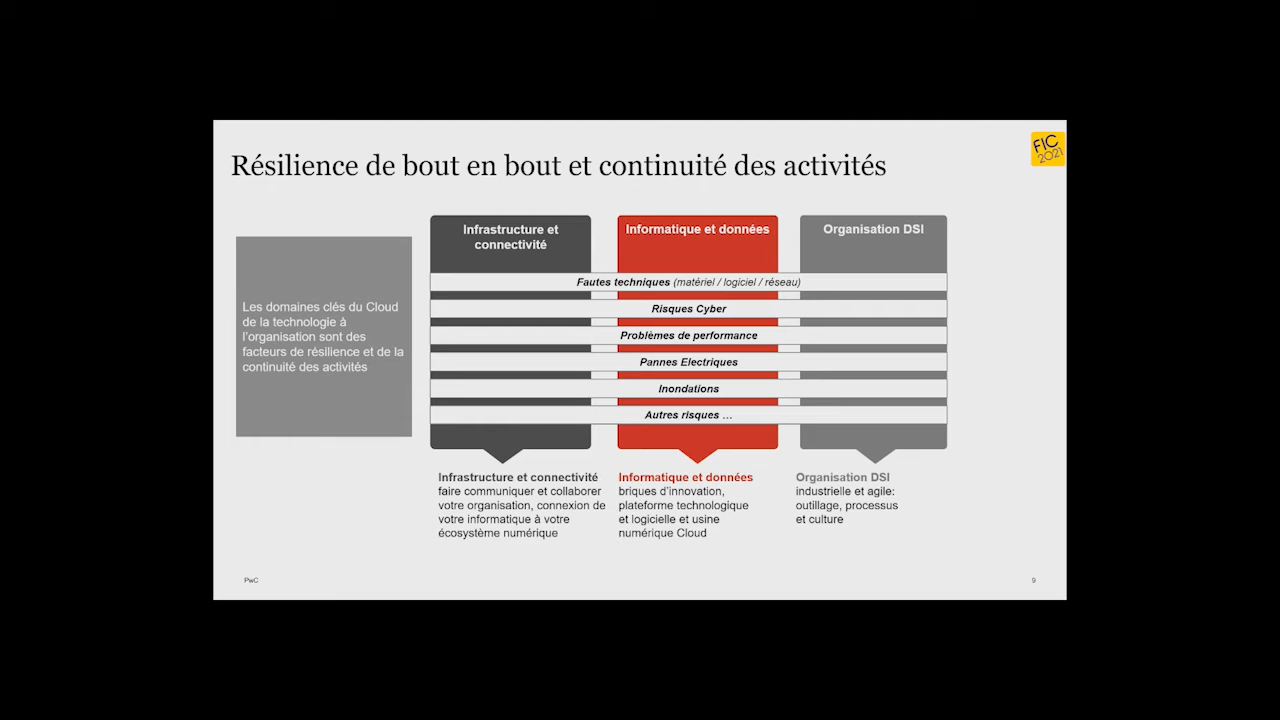 Résilience de bout en bout et continuité des activités
FIC
2021
Les domaines clés du Cloud
de la technologie à
l'organisation sont des
facteurs de résilience et de la
continuité des activités
Infrastructure et
connectivité
Informatique et données
Organisation DSI
Fautes techniques (matériel / logiciel / réseau)
Risques Cyber
Problèmes de performance
Pannes Electriques
Inondations
Autres risques …
Infrastructure et connectivité
faire communiquer et collaborer
votre organisation, connexion de
votre informatique à votre
écosystème numérique
Informatique et données
briques d'innovation,
plateforme technologique
et logicielle et usine
numérique Cloud
Organisation DSI
industrielle et agile:
outillage, processus
et culture
PwC
9